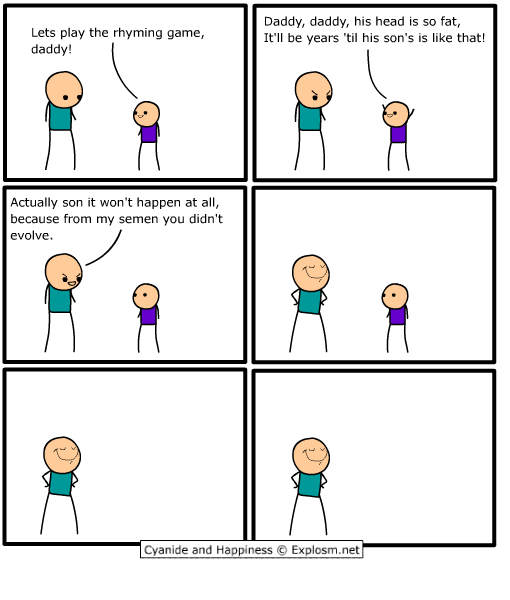 Lets play the rhyming game,
daddy!
Daddy, daddy, his head is so fat,
It'll be years 'til his son's is like that!
Actually son it won't happen at all,
because from my semen you didn't
evolve.
Cyanide and Happiness © Explosm.net